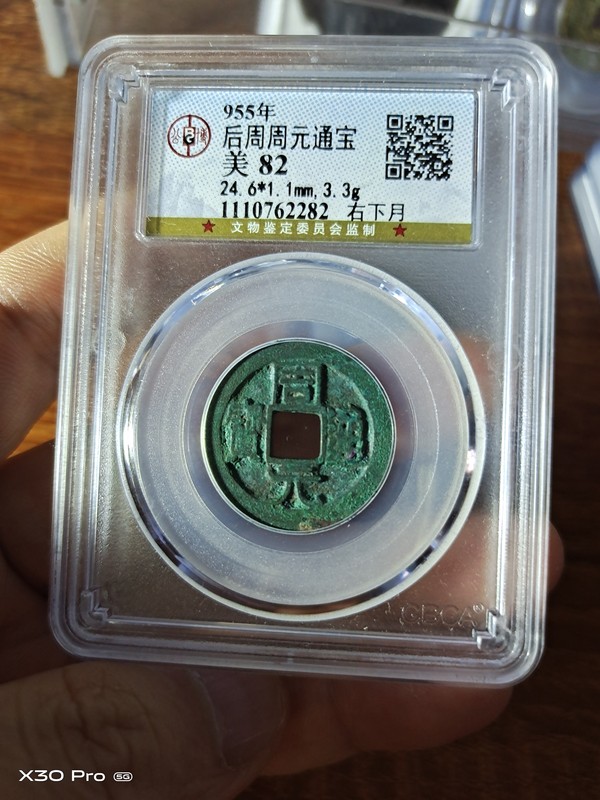 955年
后周周元通宝
美 82
24.6*1.1mm,3.3g
1110762282 右下月
★ 文物鉴定委员会监制 ★
周
通
元
GBCA
X30 Pro 5G